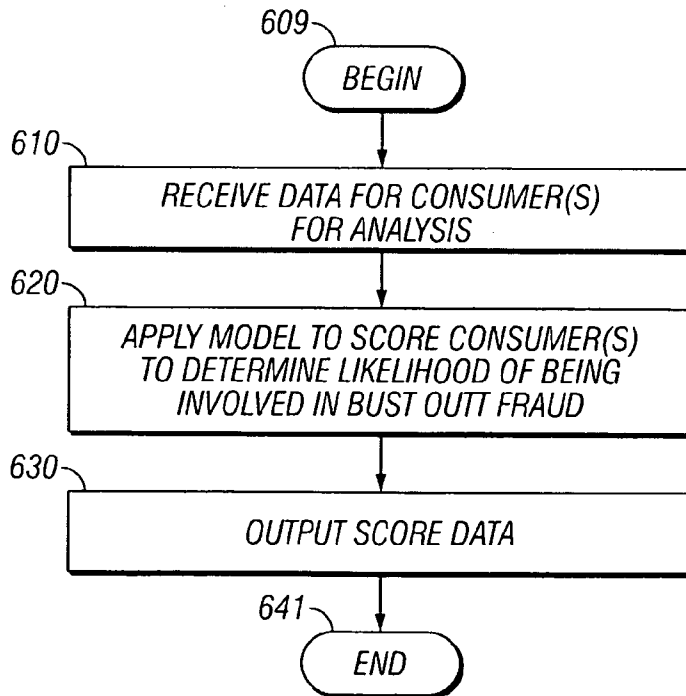 609
BEGIN
610
RECEIVE DATA FOR CONSUMER(S)
FOR ANALYSIS
620
APPLY MODEL TO SCORE CONSUMER(S)
TO DETERMINE LIKELIHOOD OF BEING
INVOLVED IN BUST OUTT FRAUD
630
OUTPUT SCORE DATA
641
END